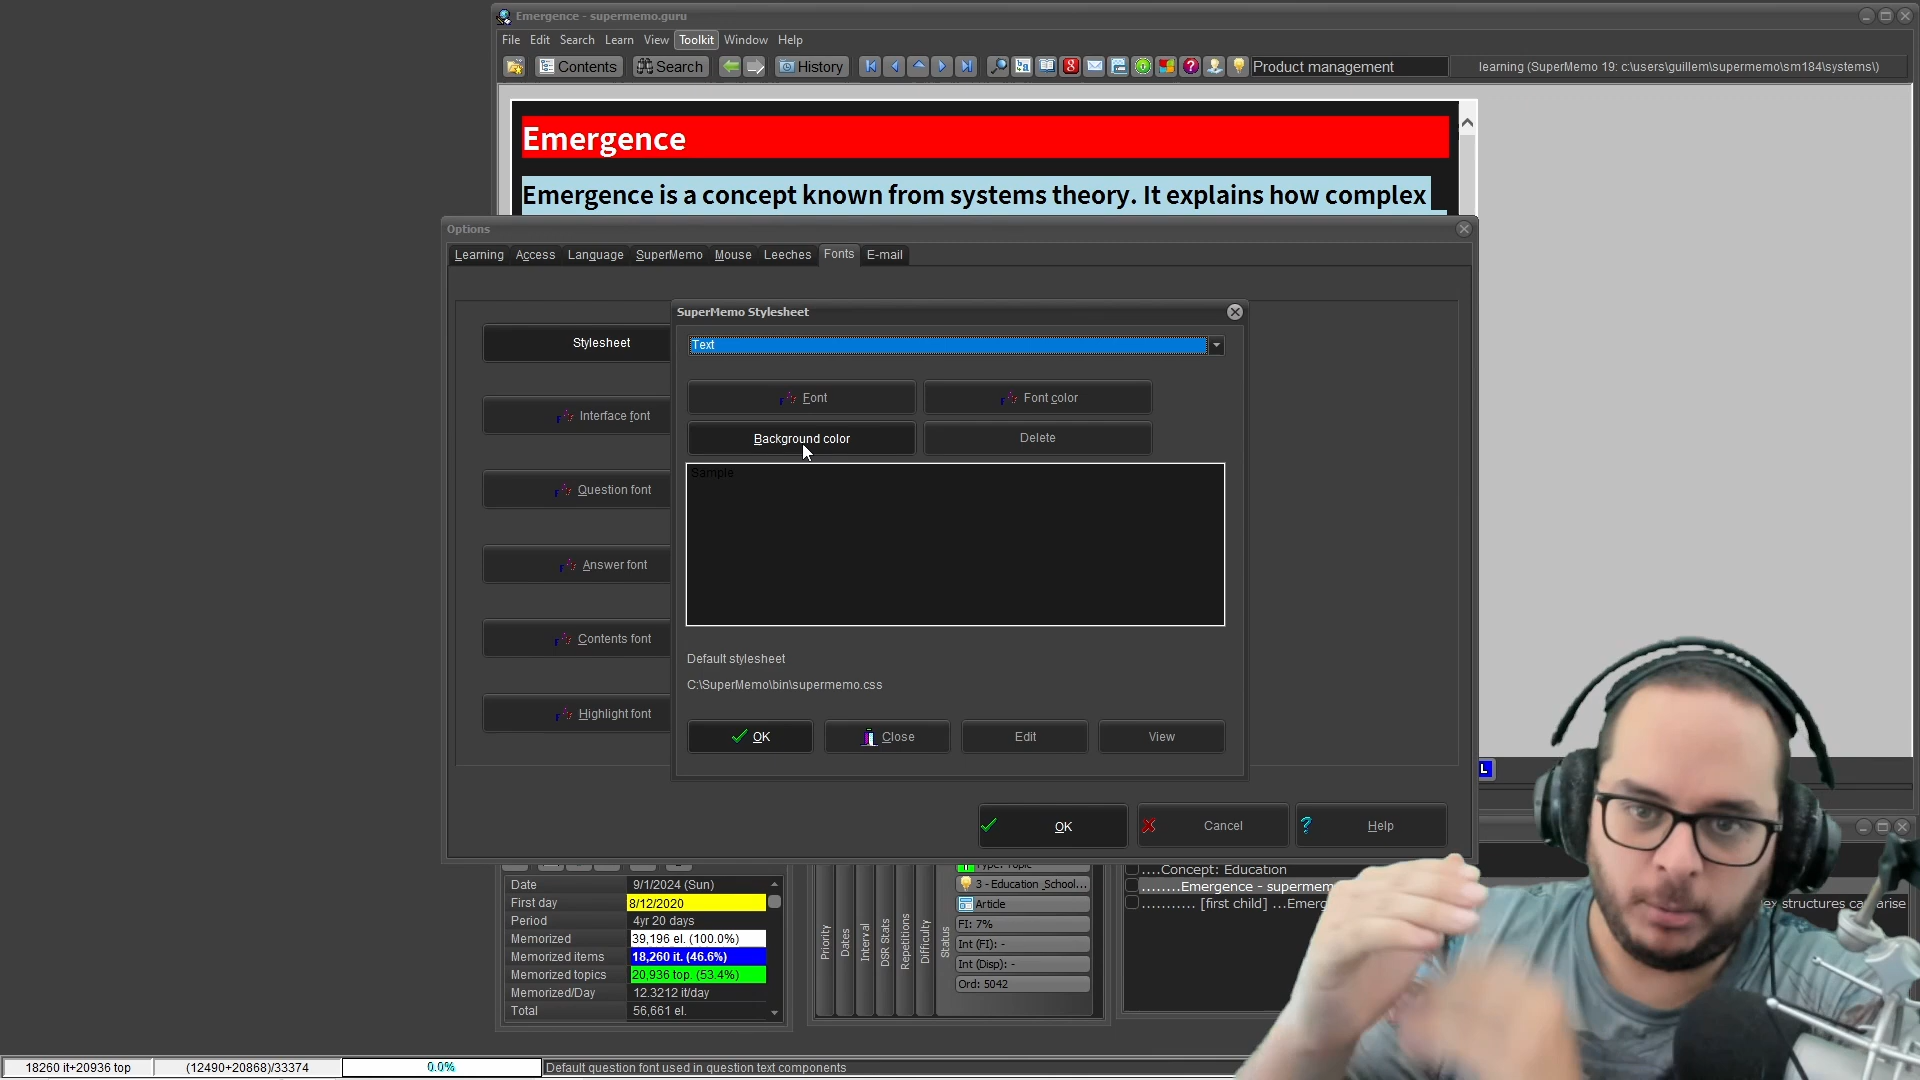 Emergence - supermemo.guru
File Edit Search Learn View Toolkit Window Help
Contents Search History Product management learning (SuperMemo 19: c:\users\guillem\supermemo\sm184\systems\)
Emergence
Emergence is a concept known from systems theory. It explains how complex
Options
Learning Access Language SuperMemo Mouse Leeches Fonts E-mail
SuperMemo Stylesheet
Stylesheet
Text
Font Font color
Interface font
Background color Delete
Sample
Question font
Answer font
Contents font
Default stylesheet
C:\SuperMemo\bin\supermemo.css
Highlight font
OK Close Edit View
L
OK Cancel Help
Date 9/1/2024 (Sun)
First day 8/12/2020
Period 4yr 20 days
Memorized 39,196 el. (100.0%)
Memorized items 18,260 it. (46.6%)
Memorized topics 20,936 top. (53.4%)
Memorized/Day 12.3212 it/day
Total 56,661 el.
Priority
Dates
Interval
DSR Stats
Repetitions
Difficulty
Status
Type: Topic
3 - Education_School...
Article
FI: 7%
Int (FI): -
Int (Disp): -
Ord: 5042
....Concept: Education
........Emergence - supermem
........... [first child] ...Emerg
ex structures can arise
18260 it+20936 top (12490+20868)/33374 0.0% Default question font used in question text components